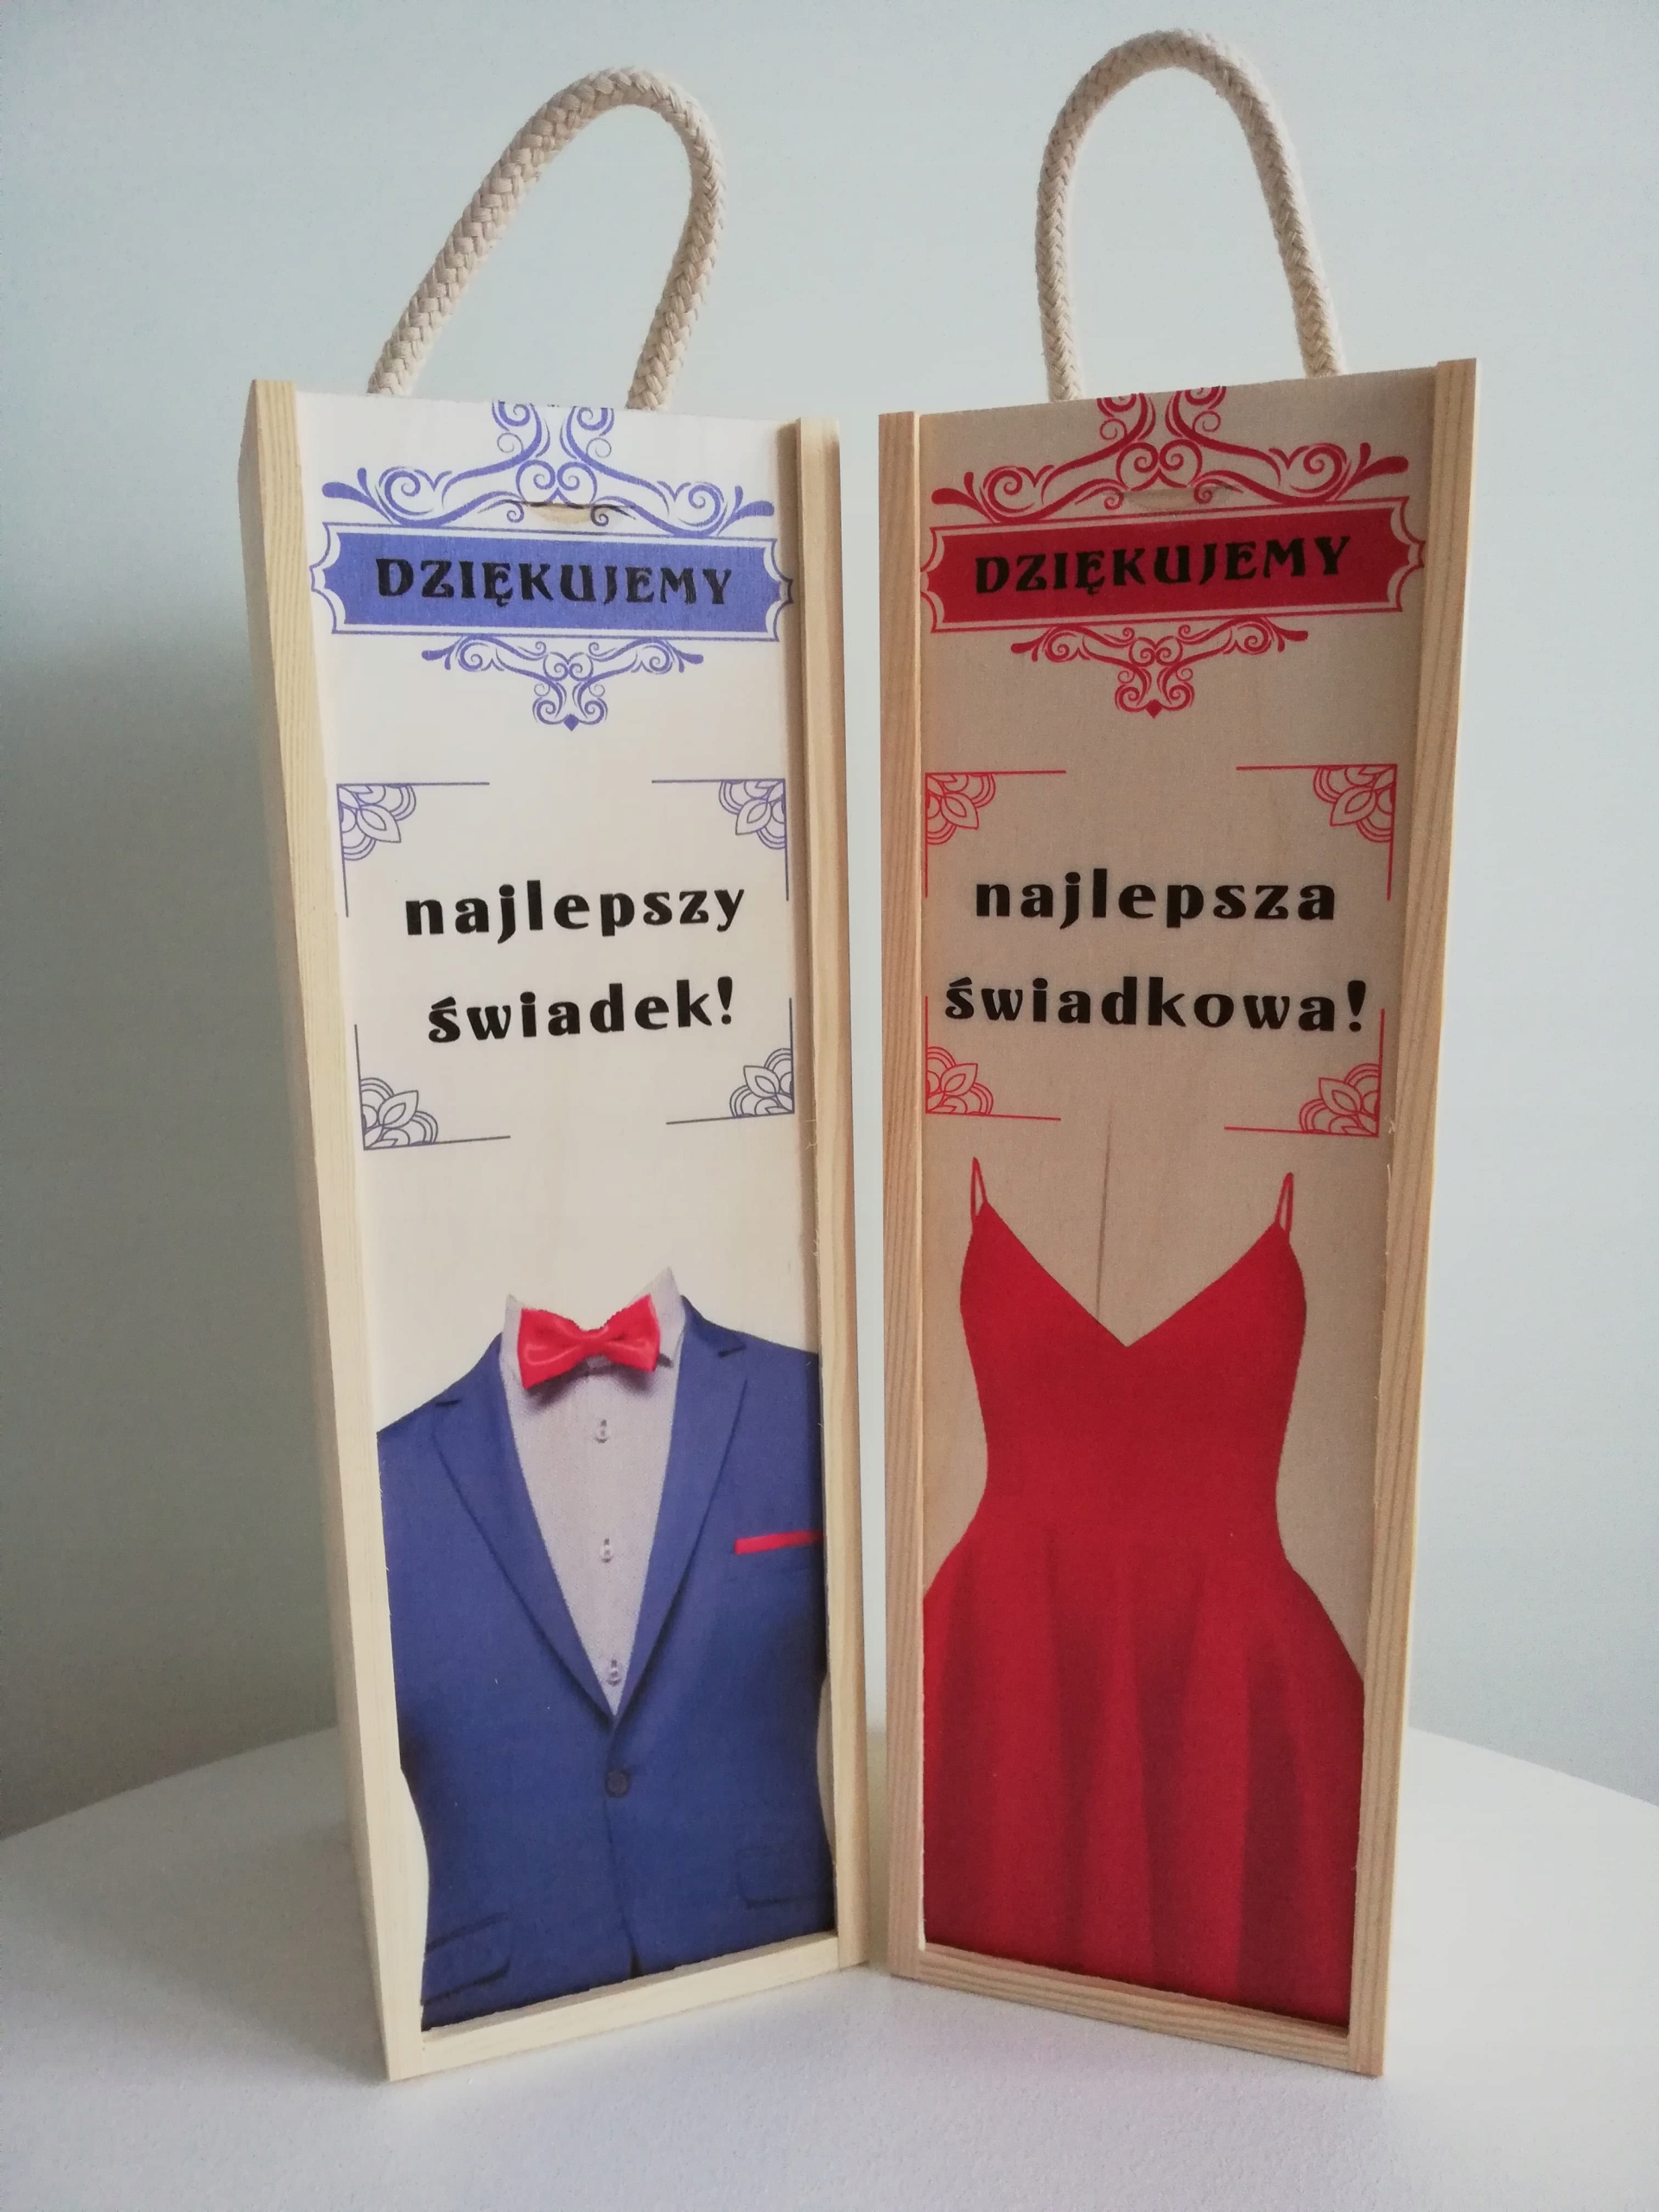 DZIĘKUJEMY
najlepszy
świadek!
DZIĘKUJEMY
najlepsza
świadkowa!